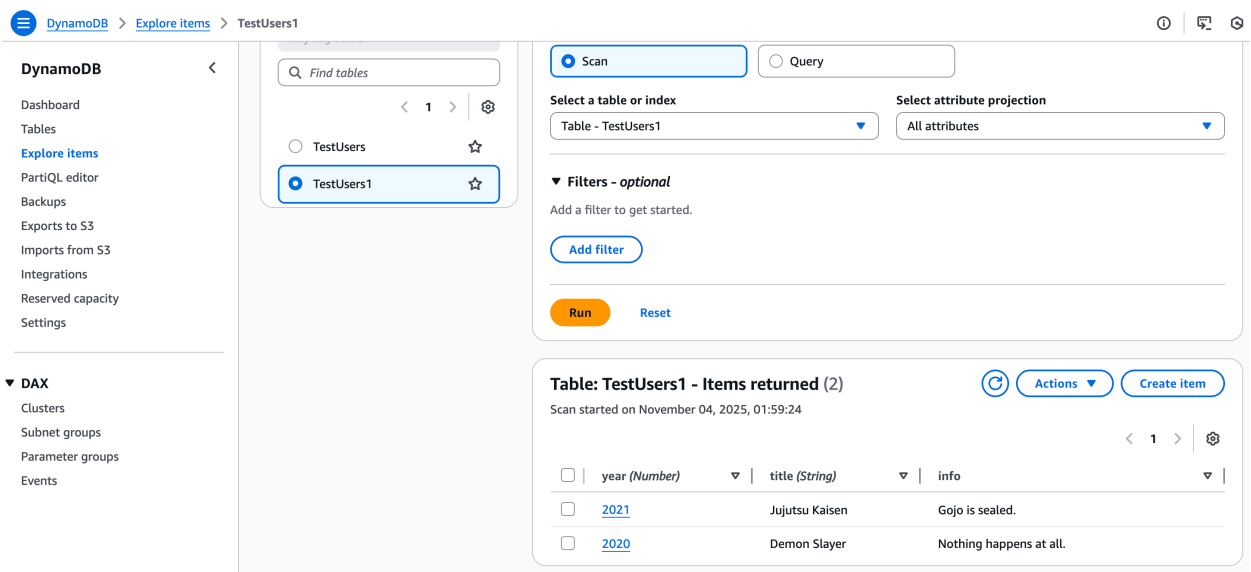 DynamoDB > Explore items > TestUsers1
DynamoDB
Dashboard
Tables
Explore items
PartiQL editor
Backups
Exports to S3
Imports from S3
Integrations
Reserved capacity
Settings
DAX
Clusters
Subnet groups
Parameter groups
Events
Find tables
1
TestUsers
TestUsers1
Scan
Query
Select a table or index
Table - TestUsers1
Select attribute projection
All attributes
Filters - optional
Add a filter to get started.
Add filter
Run
Reset
Table: TestUsers1 - Items returned (2)
Actions
Create item
Scan started on November 04, 2025, 01:59:24
1
year (Number) title (String) info
2021 Jujutsu Kaisen Gojo is sealed.
2020 Demon Slayer Nothing happens at all.